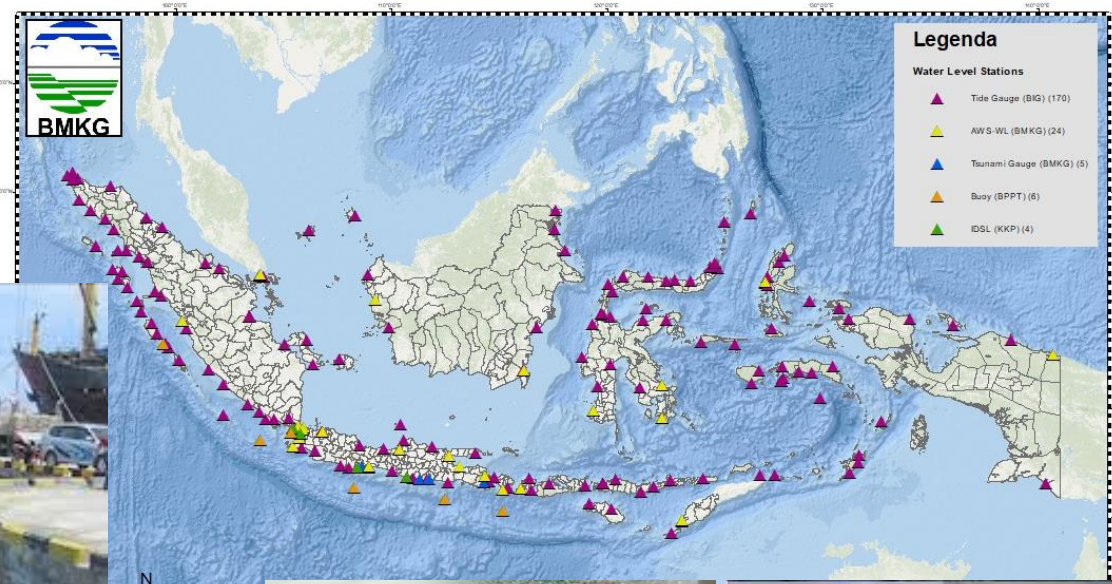 BMKG
Legenda
Water Level Stations
Tide Gauge (BIG) (170)
AWS-WL (BMKG) (24)
Tsunami Gauge (BMKG) (5)
Buoy (BPPT) (6)
IDSL (KKP) (4)
N